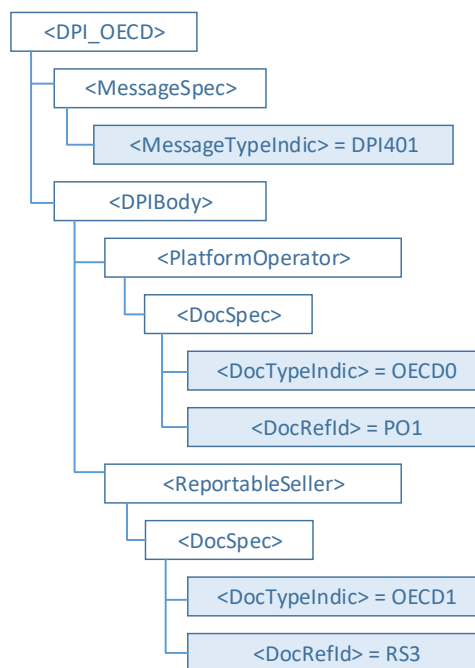 <DPI_OECD>
<MessageSpec>
<MessageTypeIndic> = DPI401
<DPIBody>
<PlatformOperator>
<DocSpec>
<DocTypeIndic> = OECD0
<DocRefId> = PO1
<ReportableSeller>
<DocSpec>
<DocTypeIndic> = OECD1
<DocRefId> = RS3